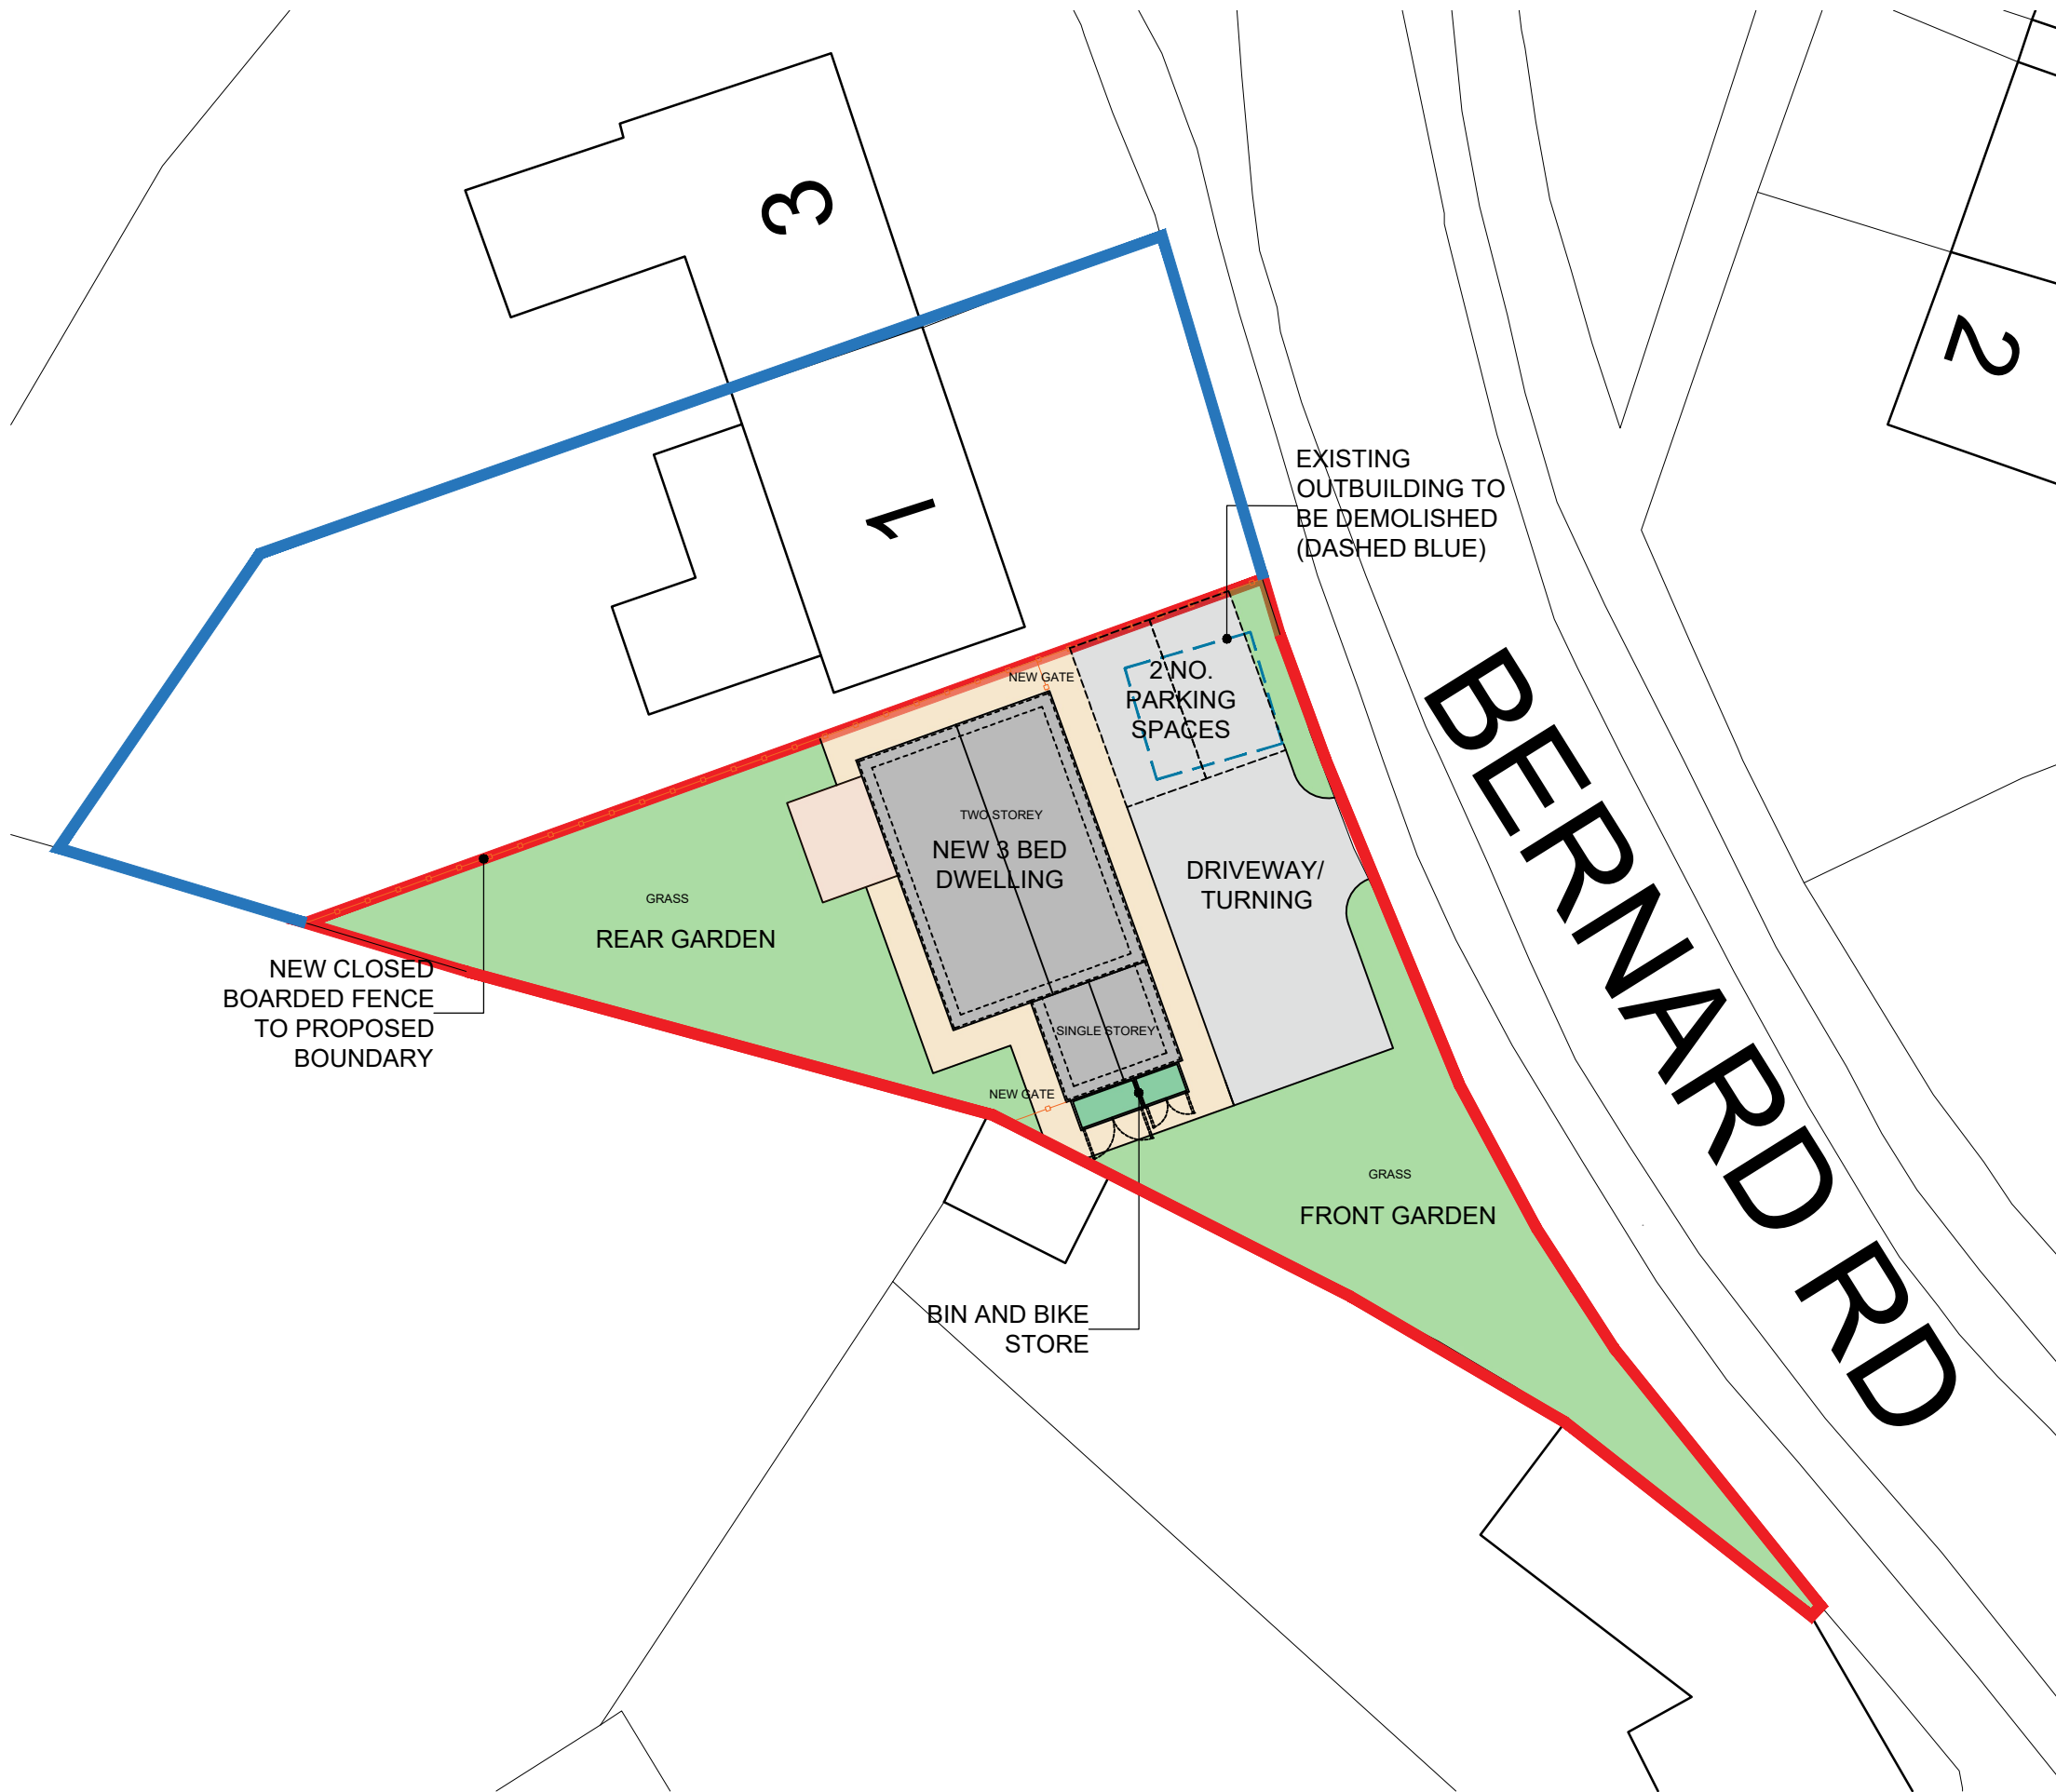 3
2
1
EXISTING
OUTBUILDING TO
BE DEMOLISHED
(DASHED BLUE)
NEW GATE
2 NO.
PARKING
SPACES
BERNARD RD
TWO STOREY
NEW 3 BED
DWELLING
DRIVEWAY/
TURNING
GRASS
REAR GARDEN
NEW CLOSED
BOARDED FENCE
TO PROPOSED
BOUNDARY
SINGLE STOREY
NEW GATE
GRASS
FRONT GARDEN
BIN AND BIKE
STORE